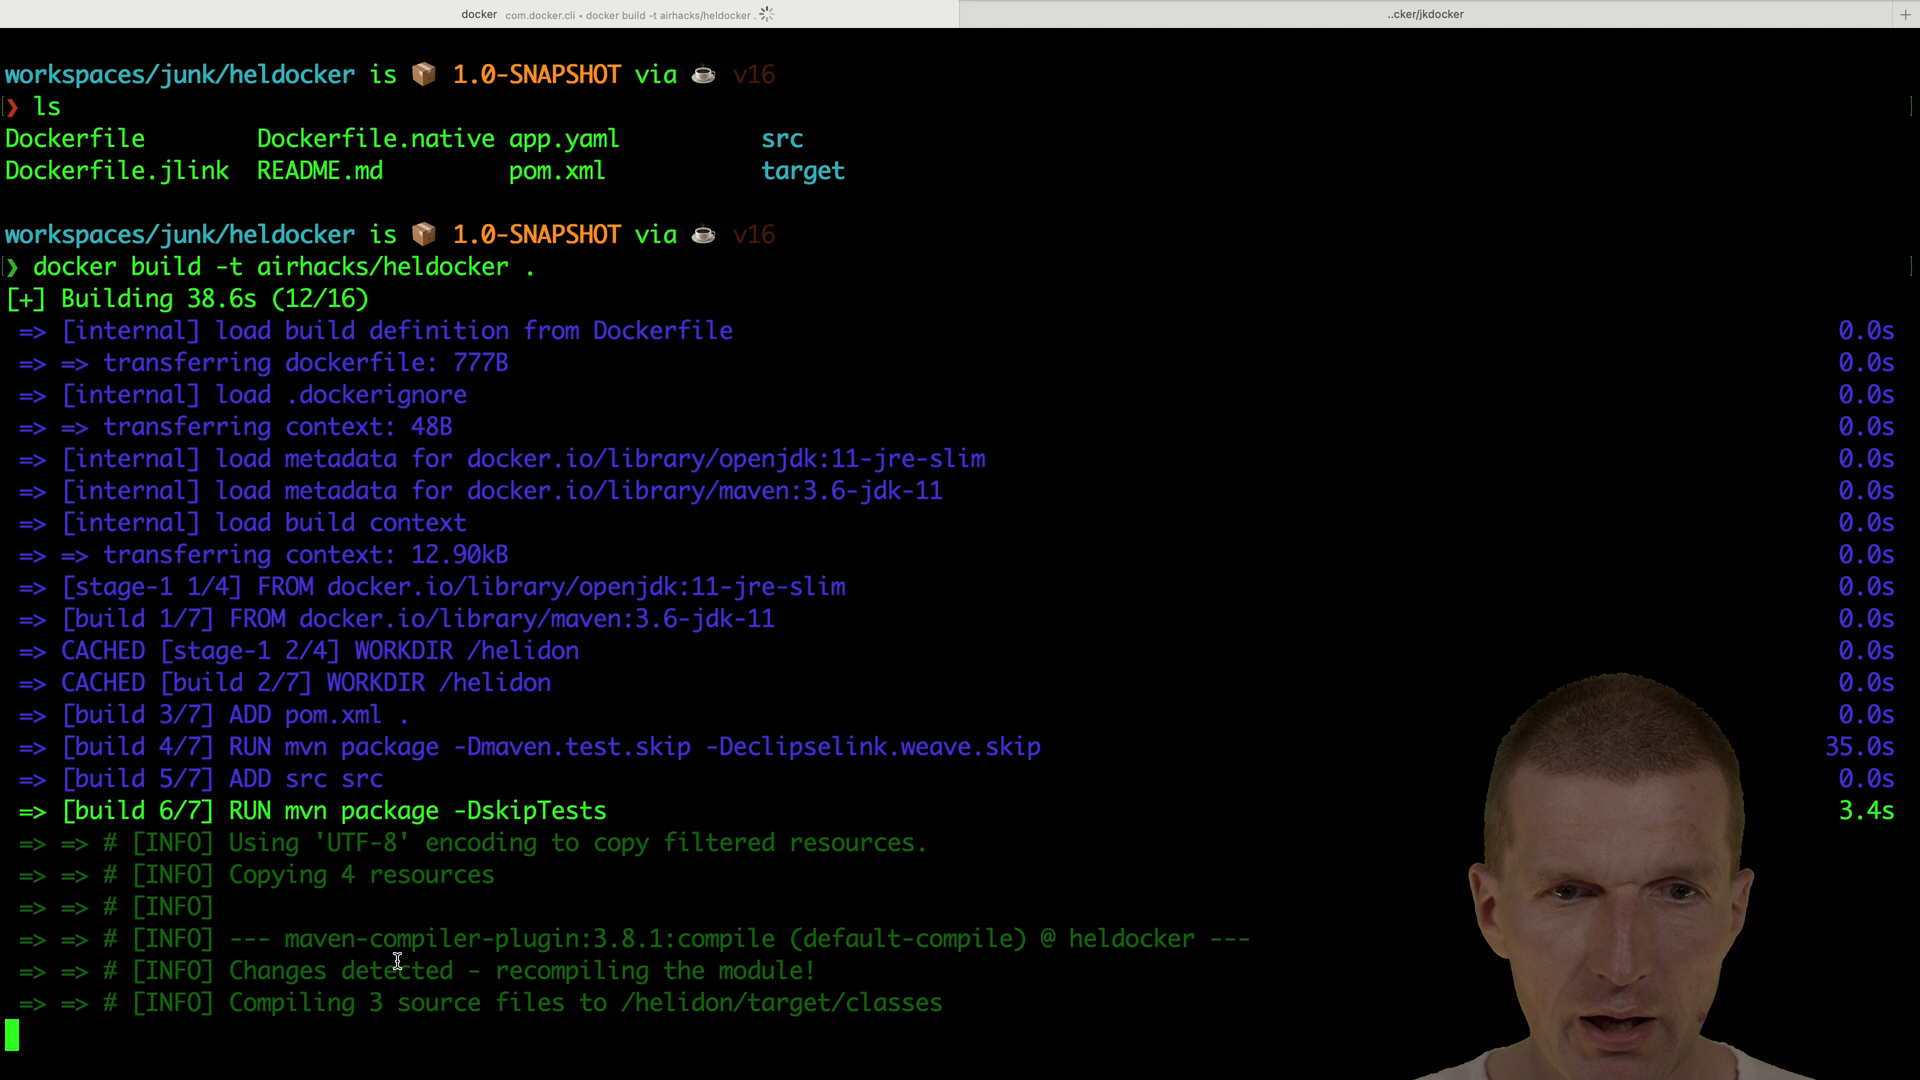 docker com.docker.cli • docker build -t airhacks/heldocker .
..cker/jkdocker
+
workspaces/junk/heldocker is 📦 1.0-SNAPSHOT via ☕ v16
❯ ls
Dockerfile Dockerfile.native app.yaml src
Dockerfile.jlink README.md pom.xml target
workspaces/junk/heldocker is 📦 1.0-SNAPSHOT via ☕ v16
❯ docker build -t airhacks/heldocker .
[+] Building 38.6s (12/16)
=> [internal] load build definition from Dockerfile 0.0s
=> => transferring dockerfile: 777B 0.0s
=> [internal] load .dockerignore 0.0s
=> => transferring context: 48B 0.0s
=> [internal] load metadata for docker.io/library/openjdk:11-jre-slim 0.0s
=> [internal] load metadata for docker.io/library/maven:3.6-jdk-11 0.0s
=> [internal] load build context 0.0s
=> => transferring context: 12.90kB 0.0s
=> [stage-1 1/4] FROM docker.io/library/openjdk:11-jre-slim 0.0s
=> [build 1/7] FROM docker.io/library/maven:3.6-jdk-11 0.0s
=> CACHED [stage-1 2/4] WORKDIR /helidon 0.0s
=> CACHED [build 2/7] WORKDIR /helidon 0.0s
=> [build 3/7] ADD pom.xml . 0.0s
=> [build 4/7] RUN mvn package -Dmaven.test.skip -Declipselink.weave.skip 35.0s
=> [build 5/7] ADD src src 0.0s
=> [build 6/7] RUN mvn package -DskipTests 3.4s
=> => # [INFO] Using 'UTF-8' encoding to copy filtered resources.
=> => # [INFO] Copying 4 resources
=> => # [INFO]
=> => # [INFO] --- maven-compiler-plugin:3.8.1:compile (default-compile) @ heldocker ---
=> => # [INFO] Changes detected - recompiling the module!
=> => # [INFO] Compiling 3 source files to /helidon/target/classes